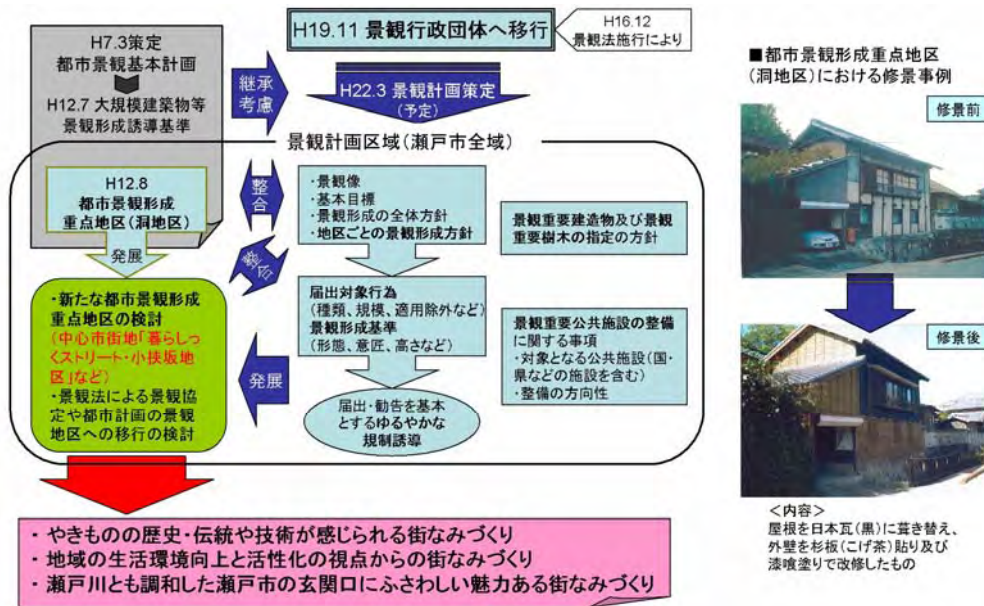 H7.3策定
都市景観基本計画
H12.7 大規模建築物等
景観形成誘導基準
継承
考慮
H19.11 景観行政団体へ移行
H16.12
景観法施行により
H22.3 景観計画策定
(予定)
景観計画区域(瀬戸市全域)
H12.8
都市景観形成
重点地区(洞地区)
発展
整合
整合
・景観像
・基本目標
・景観形成の全体方針
・地区ごとの景観形成方針
景観重要建造物及び景観
重要樹木の指定の方針
・新たな都市景観形成
重点地区の検討
(中心市街地「暮らしっ
くストリート・小狭坂地
区」など)
・景観法による景観協
定や都市計画の景観
地区への移行の検討
発展
届出対象行為
(種類、規模、適用除外など)
景観形成基準
(形態、意匠、高さなど)
届出・勧告を基本
とするゆるやかな
規制誘導
景観重要公共施設の整備
に関する事項
・対象となる公共施設(国・
県などの施設を含む)
・整備の方向性
・やきものの歴史・伝統や技術が感じられる街なみづくり
・地域の生活環境向上と活性化の視点からの街なみづくり
・瀬戸川とも調和した瀬戸市の玄関口にふさわしい魅力ある街なみづくり
■都市景観形成重点地区
(洞地区)における修景事例
修景前
修景後
<内容>
屋根を日本瓦(黒)に葺き替え、
外壁を杉板(こげ茶)貼り及び
漆喰塗りで改修したもの